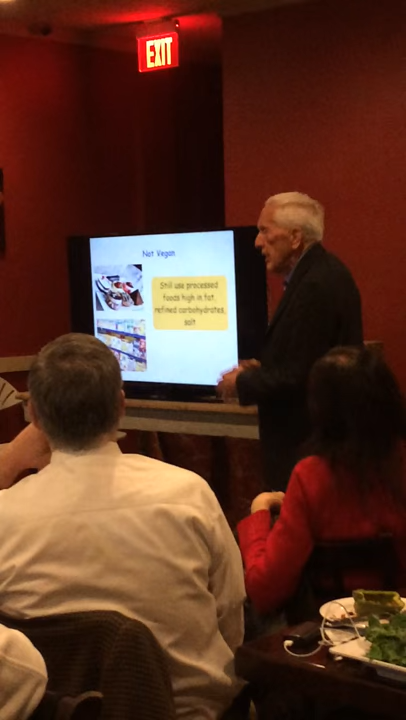 EXIT
Not Vegan
Still use processed
foods high in fat,
refined carbohydrates,
salt